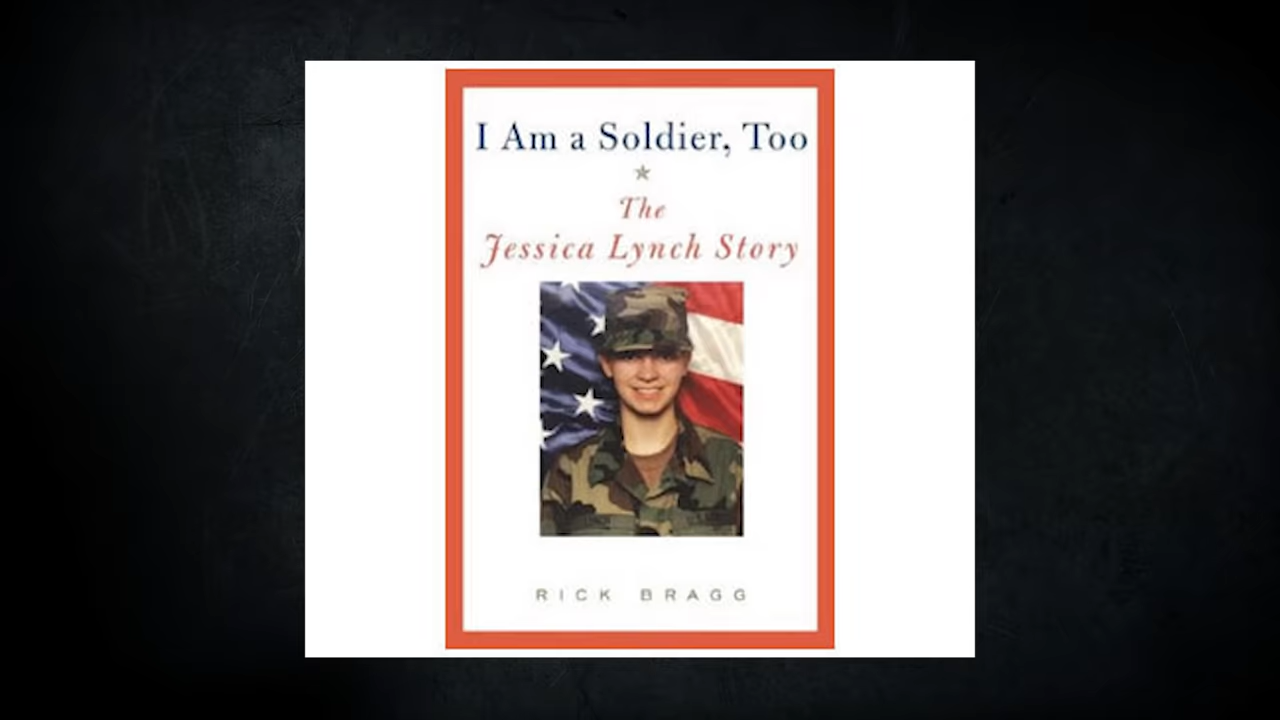 I Am a Soldier, Too
The
Jessica Lynch Story
RICK BRAGG